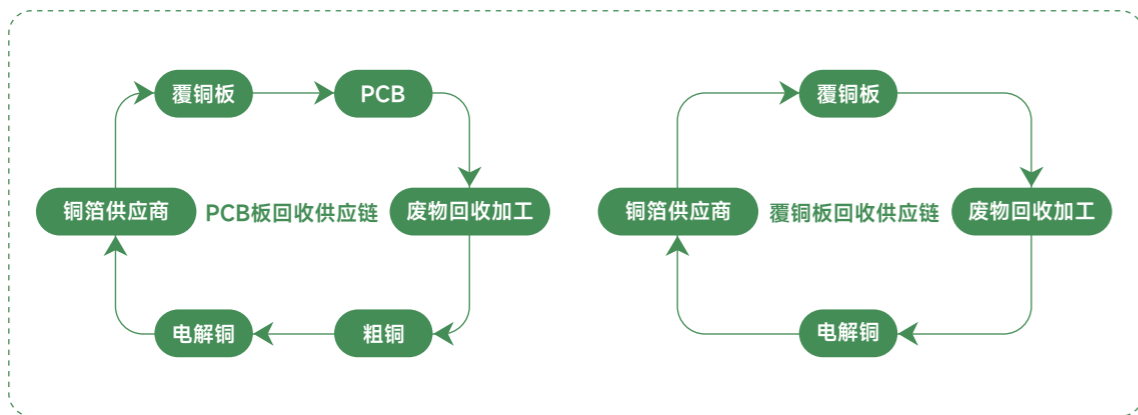 覆铜板
PCB
铜箔供应商
PCB板回收供应链
废物回收加工
电解铜
粗铜
覆铜板
铜箔供应商
覆铜板回收供应链
废物回收加工
电解铜